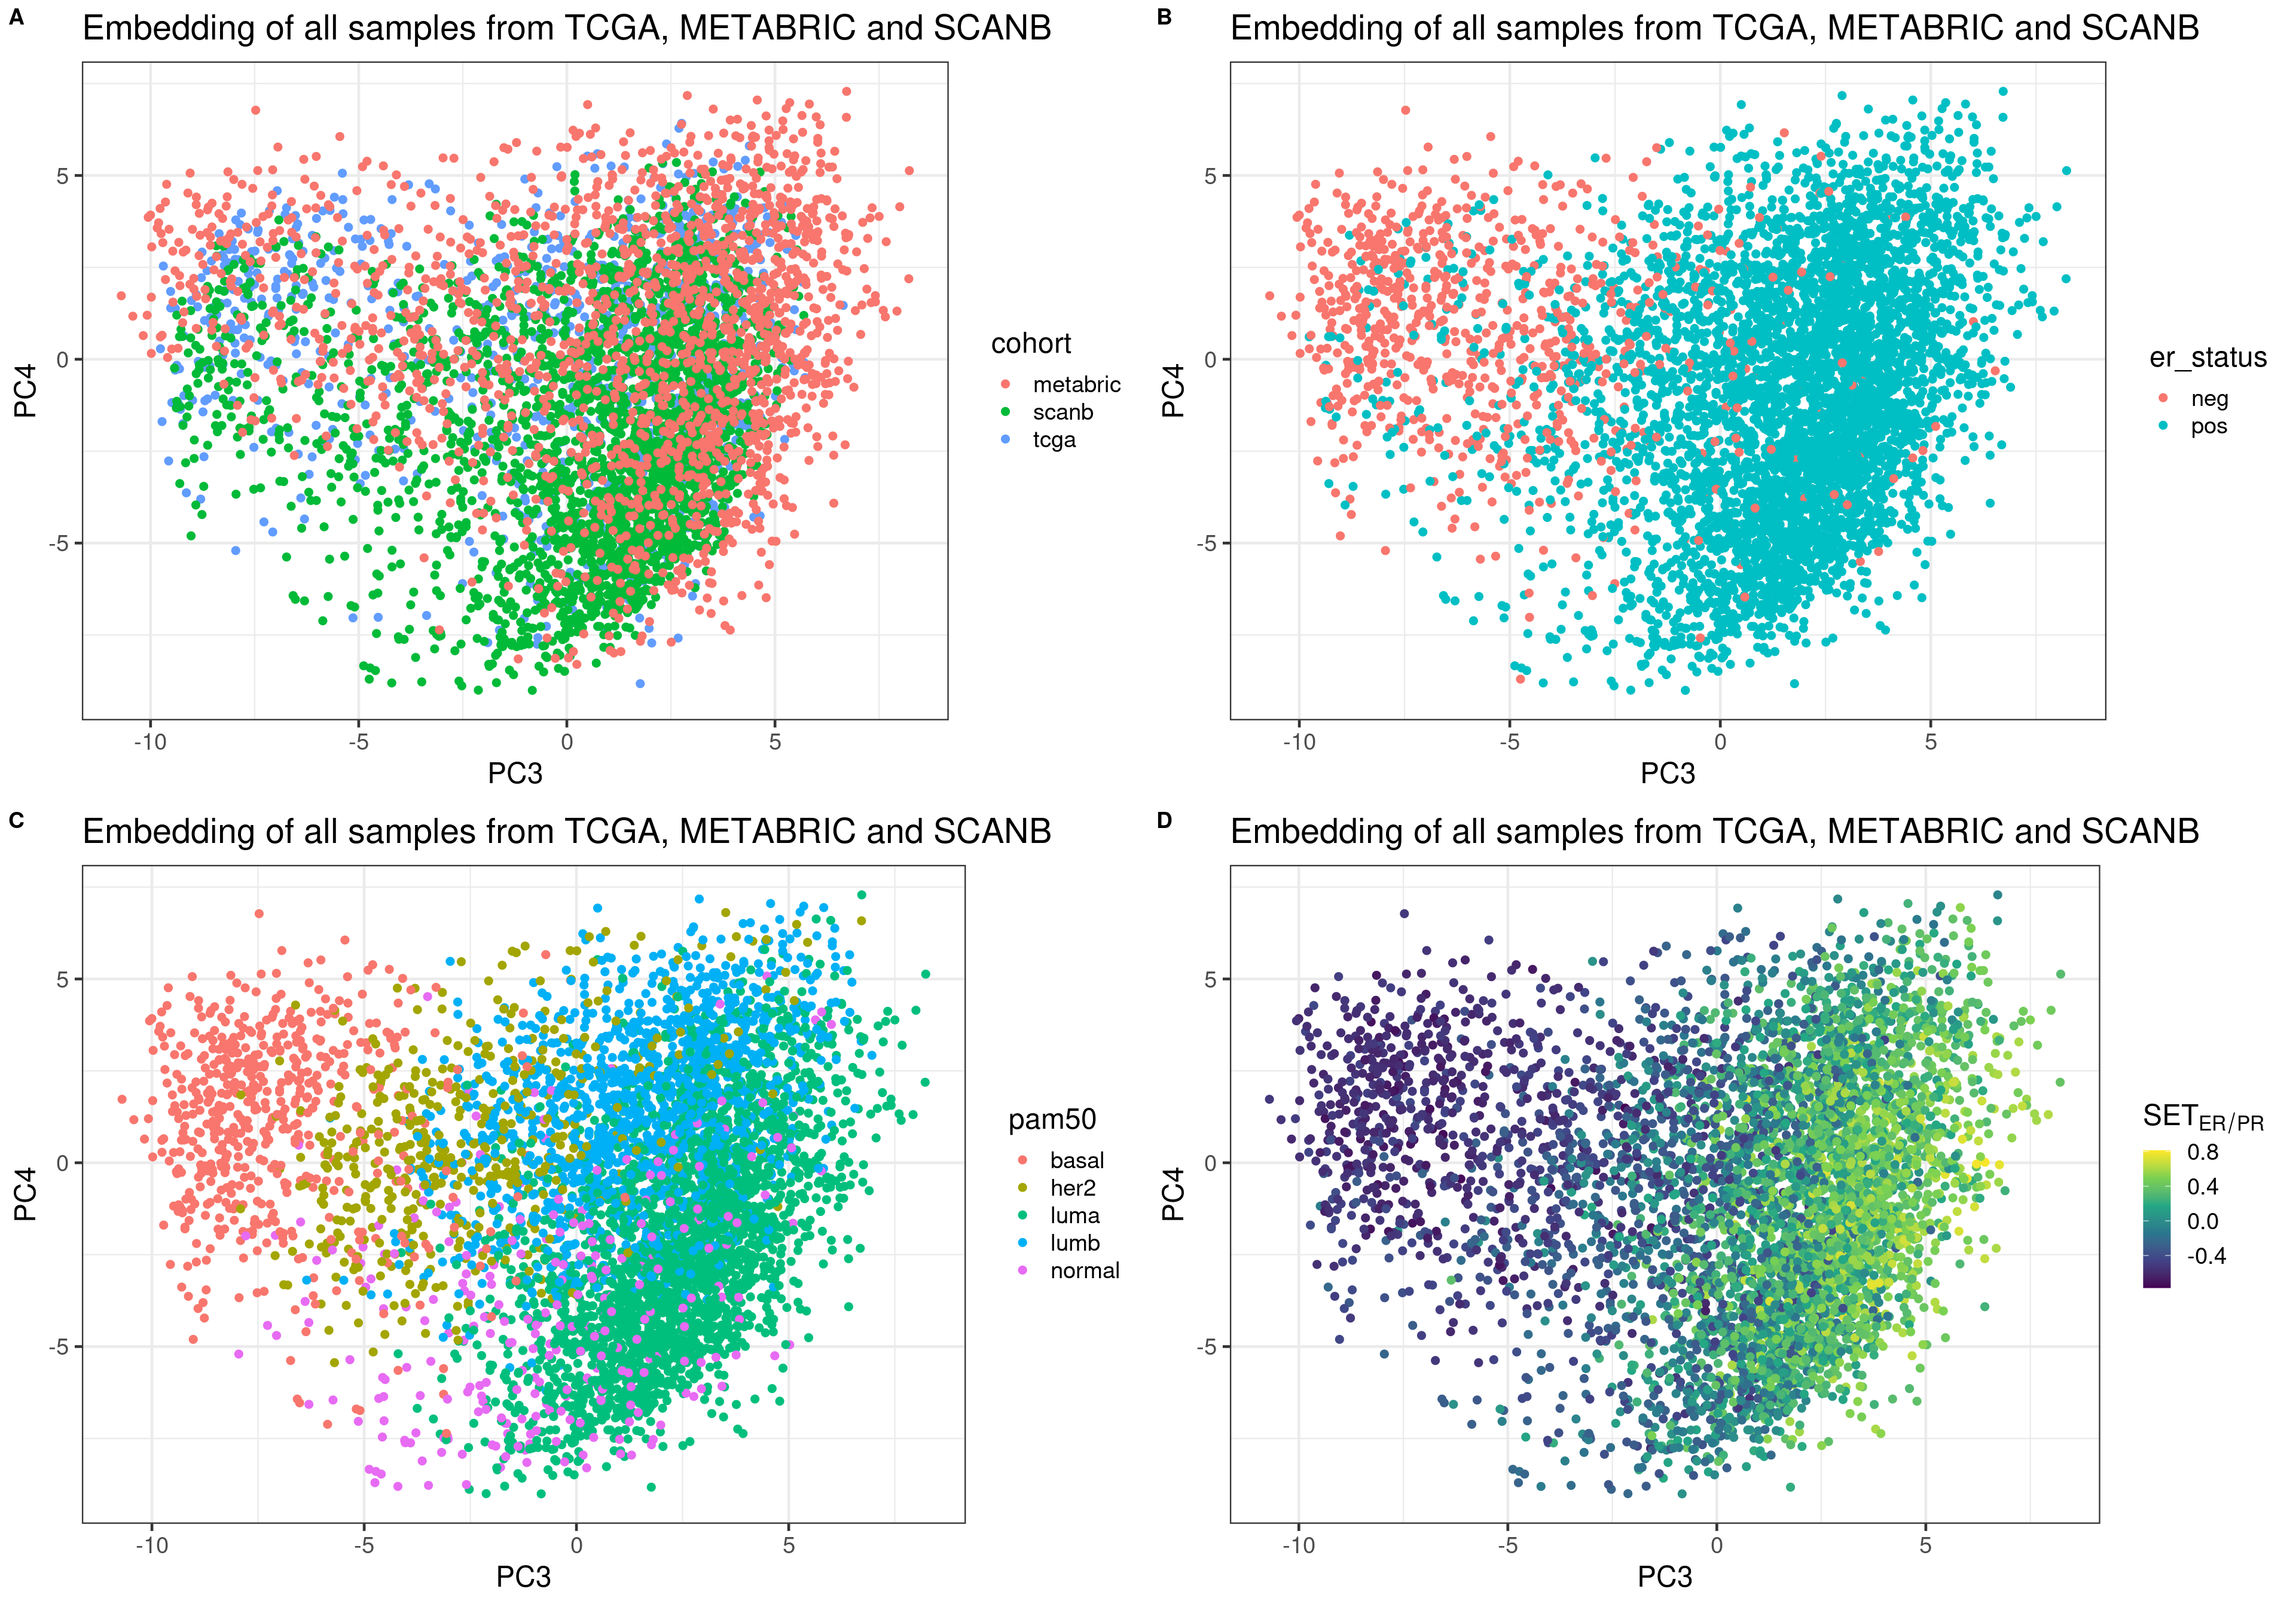 A
Embedding of all samples from TCGA, METABRIC and SCANB
5
0
-5
PC4
-10
-5
0
5
PC3
cohort
metabric
scanb
tcga
B
Embedding of all samples from TCGA, METABRIC and SCANB
5
0
-5
PC4
-10
-5
0
5
PC3
er_status
neg
pos
C
Embedding of all samples from TCGA, METABRIC and SCANB
5
0
-5
PC4
-10
-5
0
5
PC3
pam50
basal
her2
luma
lumb
normal
D
Embedding of all samples from TCGA, METABRIC and SCANB
5
0
-5
PC4
-10
-5
0
5
PC3
SETER/PR
0.8
0.4
0.0
-0.4